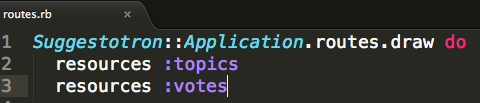 routes.rb ×
1 Suggestotron::Application.routes.draw do
2   resources :topics
3   resources :votes